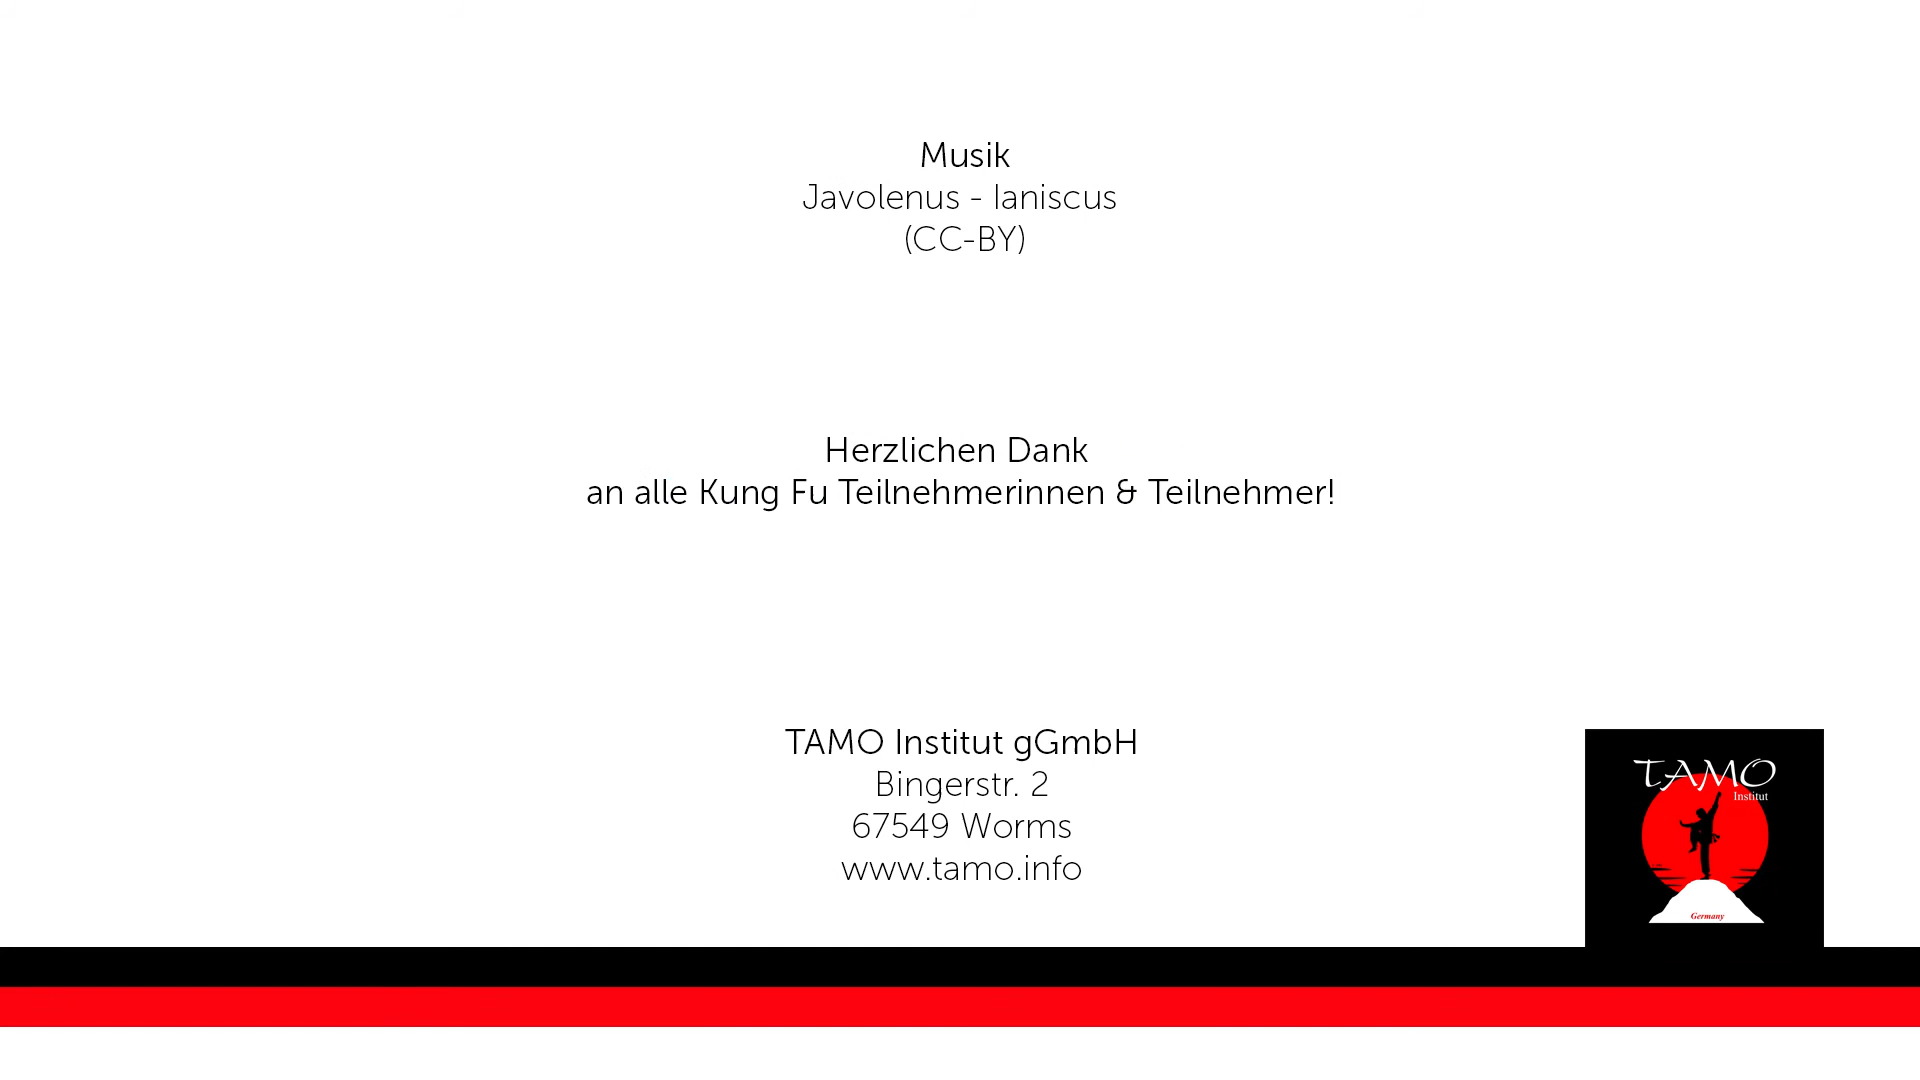 Musik
Javolenus - Ianiscus
(CC-BY)
Herzlichen Dank
an alle Kung Fu Teilnehmerinnen & Teilnehmer!
TAMO Institut gGmbH
Bingerstr. 2
67549 Worms
www.tamo.info
TAMO
Institut
Germany